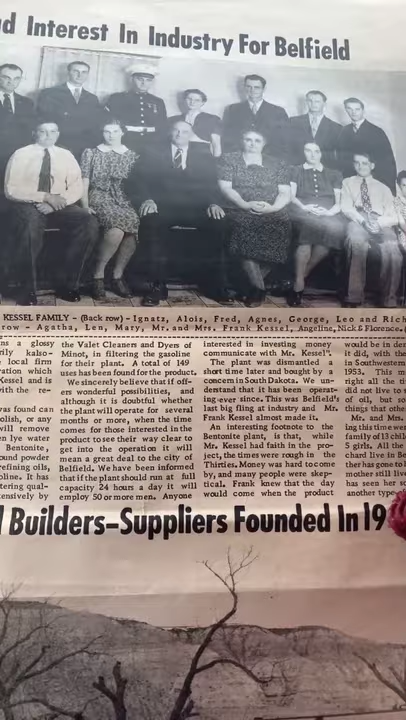 d Interest In Industry For Belfield
KESSEL FAMILY - (Back row) - Ignatz, Alois, Fred, Agnes, George, Leo and Rich
row - Agatha, Len, Mary, Mr. and Mrs. Frank Kessel, Angeline, Nick & Florence.
ns a glossy
rily kalso-
e local firm
ration which
Kessel and is
with the re-
was found can
olish, or any
will remove
en lye water
Bentonite,
ound powder
refining oils,
oline. It has
tering qual-
ensively by
the Valet Cleaners and Dyers of
Minot, in filtering the gasoline
for their plant. A total of 101
uses has been found for the product.
We sincerely believe that if off-
ers wonderful possibilities, and
although it is doubtful whether
the plant will operate for several
months or more, when the time
comes for those interested in the
product to see their way clear to
get into the operation it will
mean a great deal to the city of
Belfield. We have been informed
that if the plant should run at full
capacity 24 hours a day it will
employ 50 or more men. Anyone
interested in investing money
communicate with Mr. Kessel".
The plant was dismantled a
short time later and bought by a
concern in South Dakota. We un-
derstand that it has been operat-
ing ever since. This was Belfield's
last big fling at industry and Mr.
Frank Kessel almost made it.
An interesting footnote to the
Bentonite plant, is that, while
Mr. Kessel had faith in the pro-
ject, the times were rough in the
'Thirties. Money was hard to come
by, and many people were skep-
tical. Frank knew that the day
would come when the product
would be in de
it did, with the
in Southwestern
1953. This m
right all the ti
did not live to s
of oil, but so
things that othe
Mr. and Mrs.
ing this time wer
family of 13 chil
5 girls. All the
chard live in Be
ther has gone to
mother still live
has seen her so
another type
l Builders-Suppliers Founded In 19